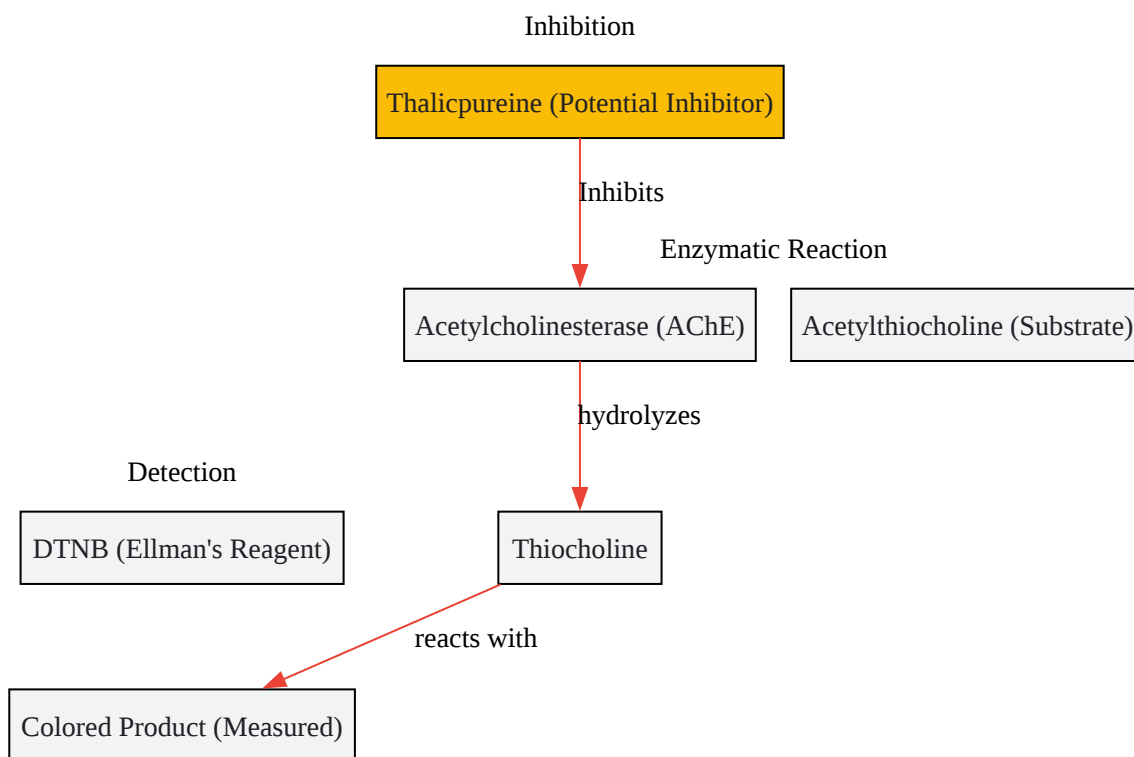 Inhibition
Thalicpureine (Potential Inhibitor)
Inhibits
Enzymatic Reaction
Acetylcholinesterase (AChE)
Acetylthiocholine (Substrate)
hydrolyzes
Detection
DTNB (Ellman's Reagent)
Thiocholine
reacts with
Colored Product (Measured)